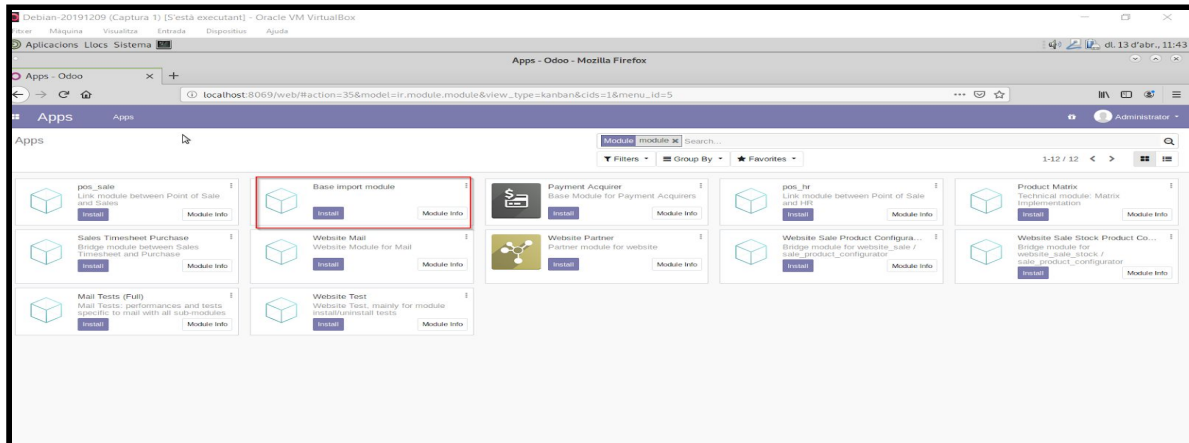 Debian-20191209 (Captura 1) [S'està executant] - Oracle VM VirtualBox
Fitxer Màquina Visualitza Entrada Dispositius Ajuda
Aplicacions Llocs Sistema dl. 13 d'abr., 11:43
Apps - Odoo - Mozilla Firefox
Apps - Odoo
localhost:8069/web/#action=35&model=ir.module.module&view_type=kanban&cids=1&menu_id=5
Apps Apps Administrator
Apps
Module module Search...
Filters Group By Favorites 1-12 / 12
pos_sale
Link module between Point of Sale
and Sales
Install Module Info
Base import module
Install Module Info
Payment Acquirer
Base Module for Payment Acquirers
Install Module Info
pos_hr
Link module between Point of Sale
and HR
Install Module Info
Product Matrix
Technical module: Matrix
Implementation
Install Module Info
Sales Timesheet Purchase
Bridge module between Sales
Timesheet and Purchase
Install Module Info
Website Mail
Website Module for Mail
Install Module Info
Website Partner
Partner module for website
Install Module Info
Website Sale Product Configura...
Bridge module for website_sale /
sale_product_configurator
Install Module Info
Website Sale Stock Product Co...
Bridge module for
website_sale_stock /
sale_product_configurator
Install Module Info
Mail Tests (Full)
Mail Tests: performances and tests
specific to mail with all sub-modules
Install Module Info
Website Test
Website Test, mainly for module
install/uninstall tests
Install Module Info